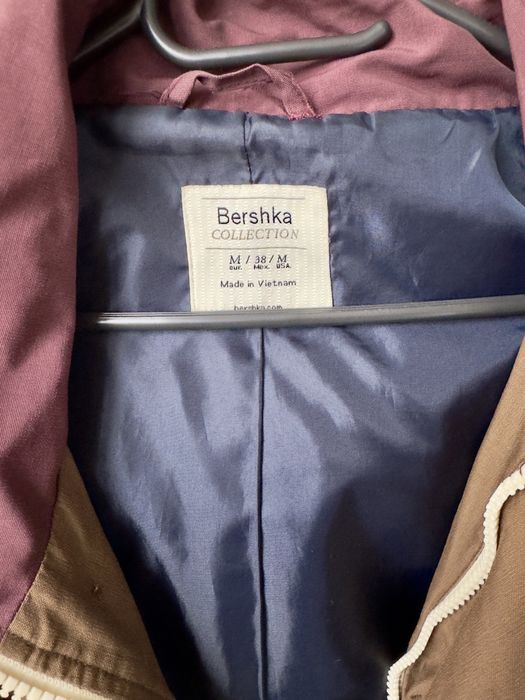 Bershka
COLLECTION
M / 38 / M
EUR. MEX. USA.
Made in Vietnam
bershka.com